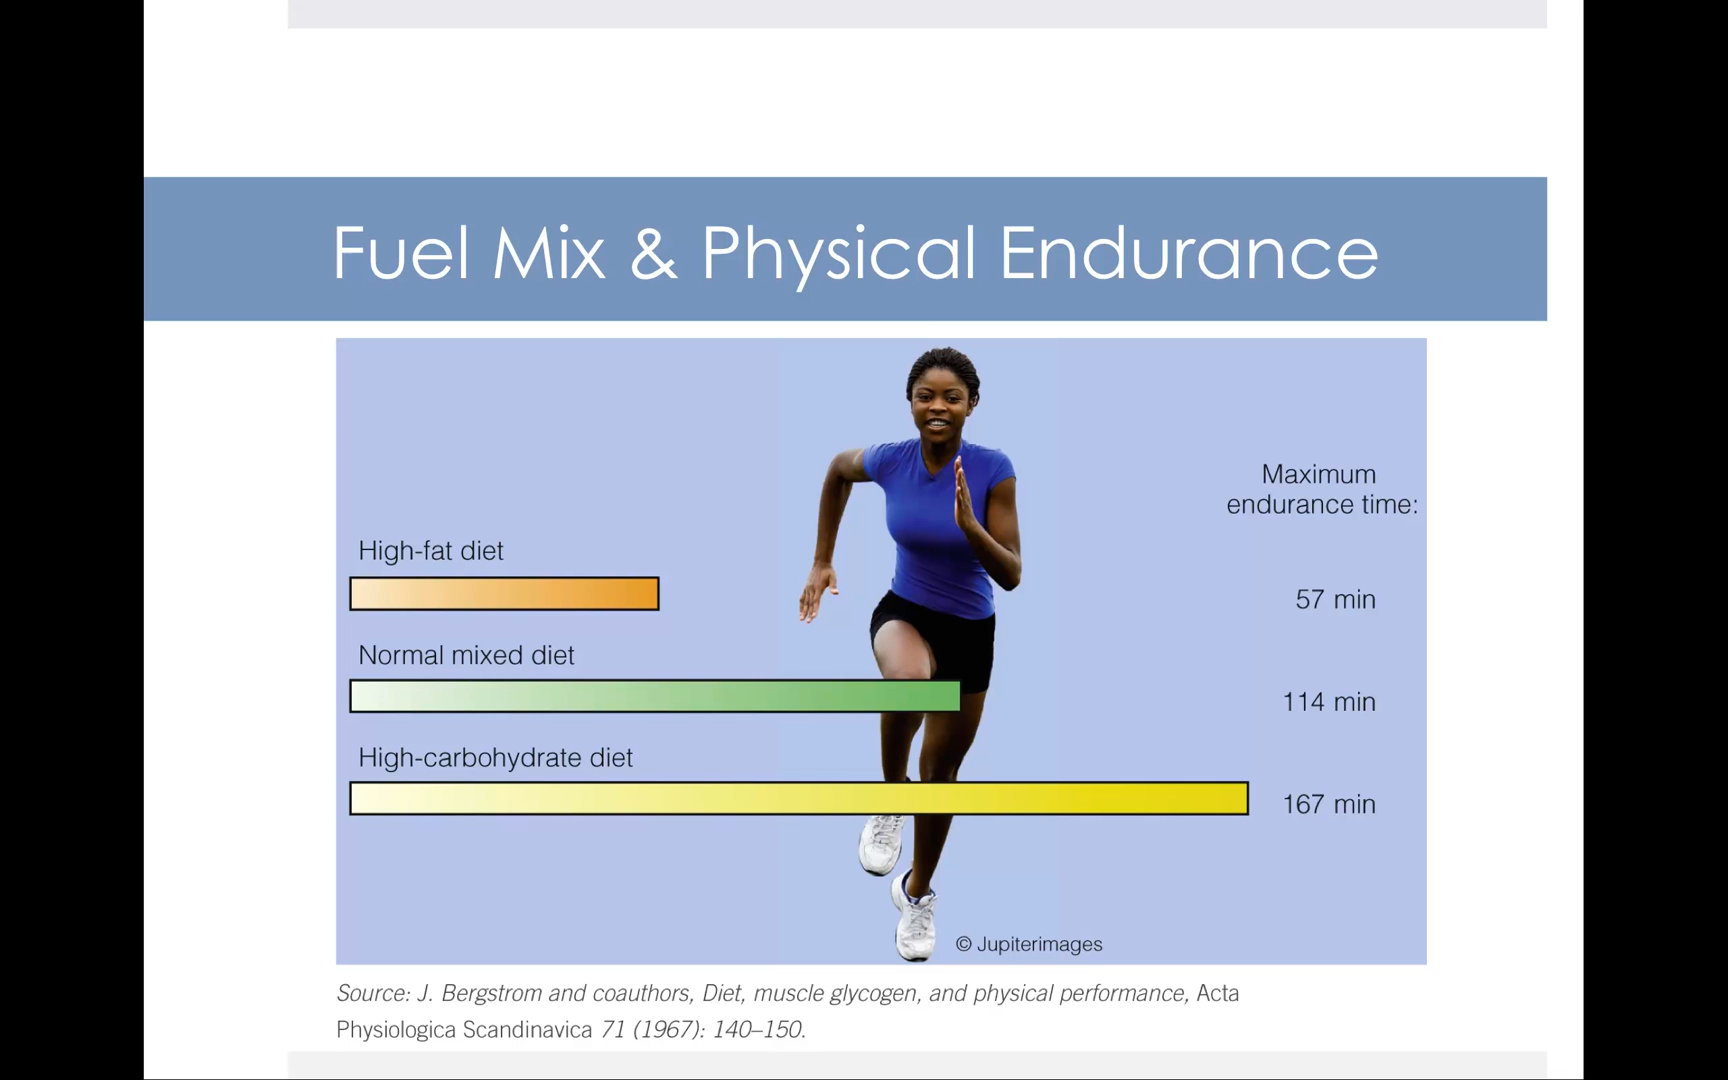 Fuel Mix & Physical Endurance
Maximum
endurance time:
High-fat diet
57 min
Normal mixed diet
114 min
High-carbohydrate diet
167 min
© Jupiterimages
Source: J. Bergstrom and coauthors, Diet, muscle glycogen, and physical performance, Acta
Physiologica Scandinavica 71 (1967): 140–150.